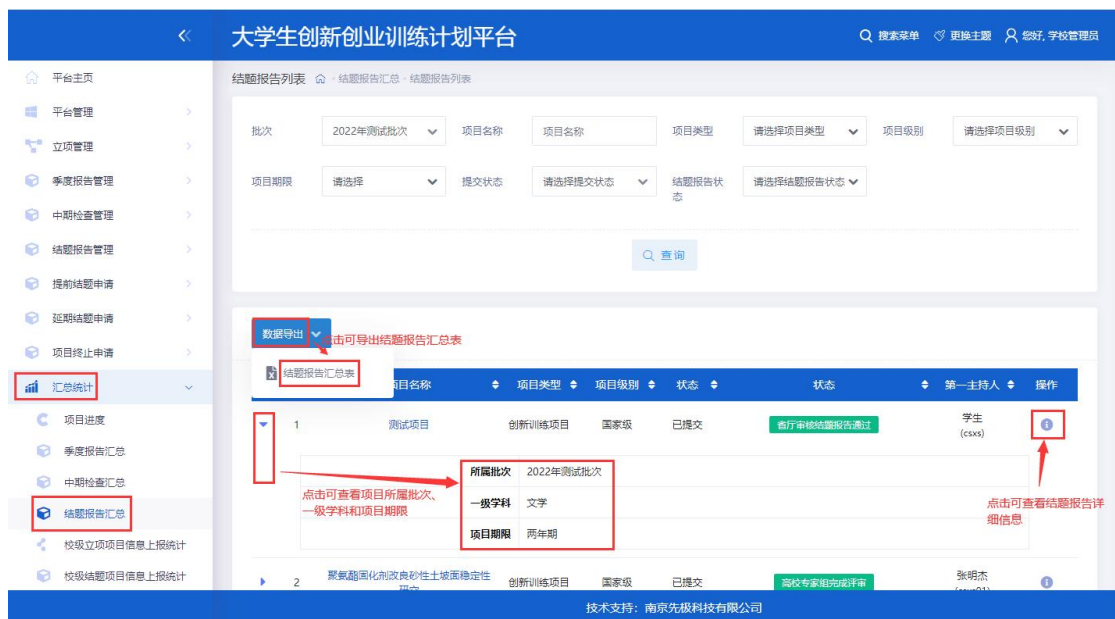 大学生创新创业训练计划平台
搜索菜单
更换主题
您好, 学校管理员
平台主页
平台管理
立项管理
季度报告管理
中期检查管理
结题报告管理
提前结题申请
延期结题申请
项目终止申请
汇总统计
项目进度
季度报告汇总
中期检查汇总
结题报告汇总
校级立项项目信息上报统计
校级结题项目信息上报统计
结题报告列表 - 结题报告汇总 - 结题报告列表
批次 2022年测试批次 项目名称 项目名称 项目类型 请选择项目类型 项目级别 请选择项目级别
项目期限 请选择 提交状态 请选择提交状态 结题报告状 请选择结题报告状态
态
查询
数据导出
点击可导出结题报告汇总表
结题报告汇总表
项目名称 项目类型 项目级别 状态 状态 第一主持人 操作
1 测试项目 创新训练项目 国家级 已提交 省厅审核结题报告通过 学生
(csxs)
所属批次 2022年测试批次
一级学科 文学
项目期限 两年期
点击可查看项目所属批次、
一级学科和项目期限
点击可查看结题报告详
细信息
2 聚氨酯固化剂改良砂性土坡面稳定性 创新训练项目 国家级 已提交 高校专家组完成评审 张明杰
技术支持：南京先极科技有限公司